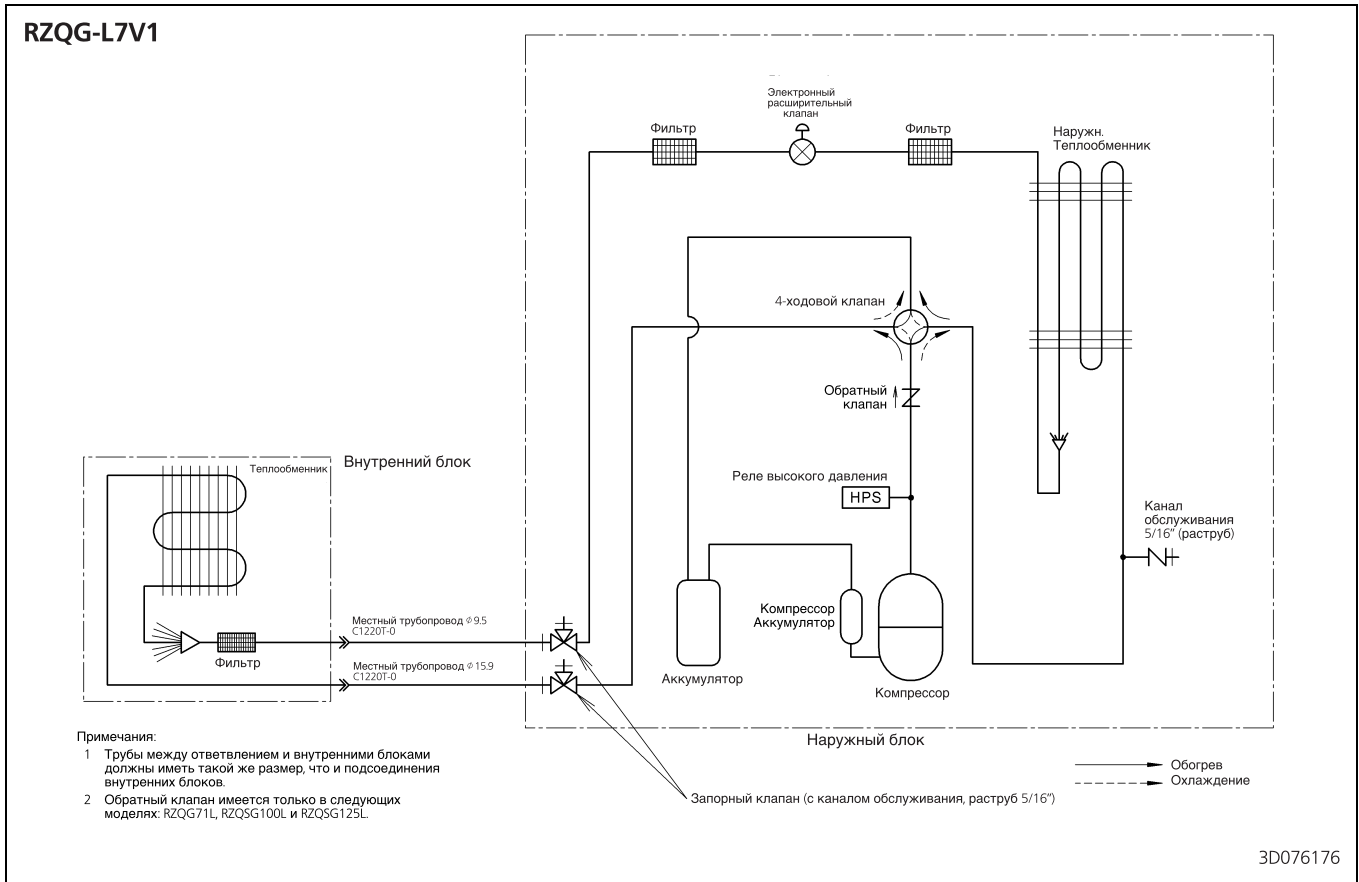 RZQG-L7V1
Электронный
расширительный
клапан
Фильтр
Фильтр
Наружн.
Теплообменник
4-ходовой клапан
Обратный
клапан
Реле высокого давления
HPS
Канал
обслуживания
5/16” (раструб)
Внутренний блок
Теплообменник
Компрессор
Аккумулятор
Местный трубопровод ⌀ 9.5
C1220T-0
Фильтр
Местный трубопровод ⌀ 15.9
C1220T-0
Аккумулятор
Компрессор
Наружный блок
Примечания:
1 Трубы между ответвлением и внутренними блоками
должны иметь такой же размер, что и подсоединения
внутренних блоков.
2 Обратный клапан имеется только в следующих
моделях: RZQG71L, RZQSG100L и RZQSG125L.
Обогрев
Охлаждение
Запорный клапан (с каналом обслуживания, раструб 5/16”)
3D076176